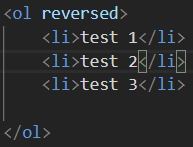 <ol reversed>
<li>test 1</li>
<li>test 2</li>
<li>test 3</li>
</ol>